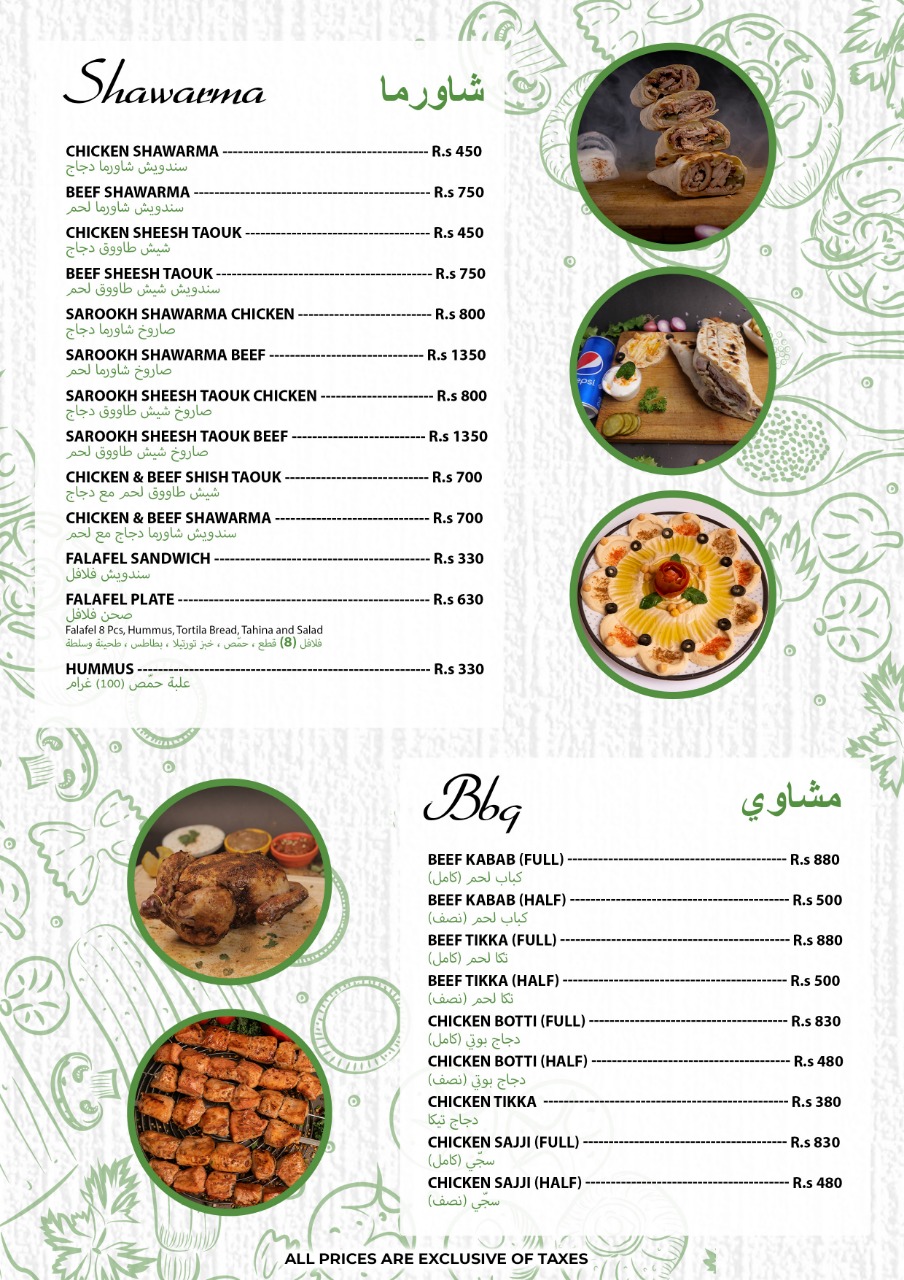 Shawarma شاورما
CHICKEN SHAWARMA ---------------------------------------- R.s 450
سندويش شاورما دجاج
BEEF SHAWARMA ---------------------------------------------- R.s 750
سندويش شاورما لحم
CHICKEN SHEESH TAOUK ------------------------------------ R.s 450
شيش طاووق دجاج
BEEF SHEESH TAOUK ------------------------------------------ R.s 750
سندويش شيش طاووق لحم
SAROOKH SHAWARMA CHICKEN -------------------------- R.s 800
صاروخ شاورما دجاج
SAROOKH SHAWARMA BEEF ------------------------------ R.s 1350
صاروخ شاورما لحم
SAROOKH SHEESH TAOUK CHICKEN ---------------------- R.s 800
صاروخ شيش طاووق دجاج
SAROOKH SHEESH TAOUK BEEF -------------------------- R.s 1350
صاروخ شيش طاووق لحم
CHICKEN & BEEF SHISH TAOUK ---------------------------- R.s 700
شيش طاووق لحم مع دجاج
CHICKEN & BEEF SHAWARMA ------------------------------ R.s 700
سندويش شاورما دجاج مع لحم
FALAFEL SANDWICH ------------------------------------------ R.s 330
سندويش فلافل
FALAFEL PLATE ------------------------------------------------- R.s 630
صحن فلافل
Falafel 8 Pcs, Hummus, Tortila Bread, Tahina and Salad
فلافل (8) قطع ، حمّص ، خبز تورتيلا ، بطاطس ، طحينة وسلطة
HUMMUS --------------------------------------------------------- R.s 330
علبة حمّص (100) غرام
pepsi
Bbq مشاوي
BEEF KABAB (FULL) ------------------------------------------- R.s 880
كباب لحم (كامل)
BEEF KABAB (HALF) ------------------------------------------- R.s 500
كباب لحم (نصف)
BEEF TIKKA (FULL) --------------------------------------------- R.s 880
تكا لحم (كامل)
BEEF TIKKA (HALF) -------------------------------------------- R.s 500
تكا لحم (نصف)
CHICKEN BOTTI (FULL) --------------------------------------- R.s 830
دجاج بوتي (كامل)
CHICKEN BOTTI (HALF) --------------------------------------- R.s 480
دجاج بوتي (نصف)
CHICKEN TIKKA ------------------------------------------------ R.s 380
دجاج تيكا
CHICKEN SAJJI (FULL) ---------------------------------------- R.s 830
سجّي (كامل)
CHICKEN SAJJI (HALF) ---------------------------------------- R.s 480
سجّي (نصف)
ALL PRICES ARE EXCLUSIVE OF TAXES